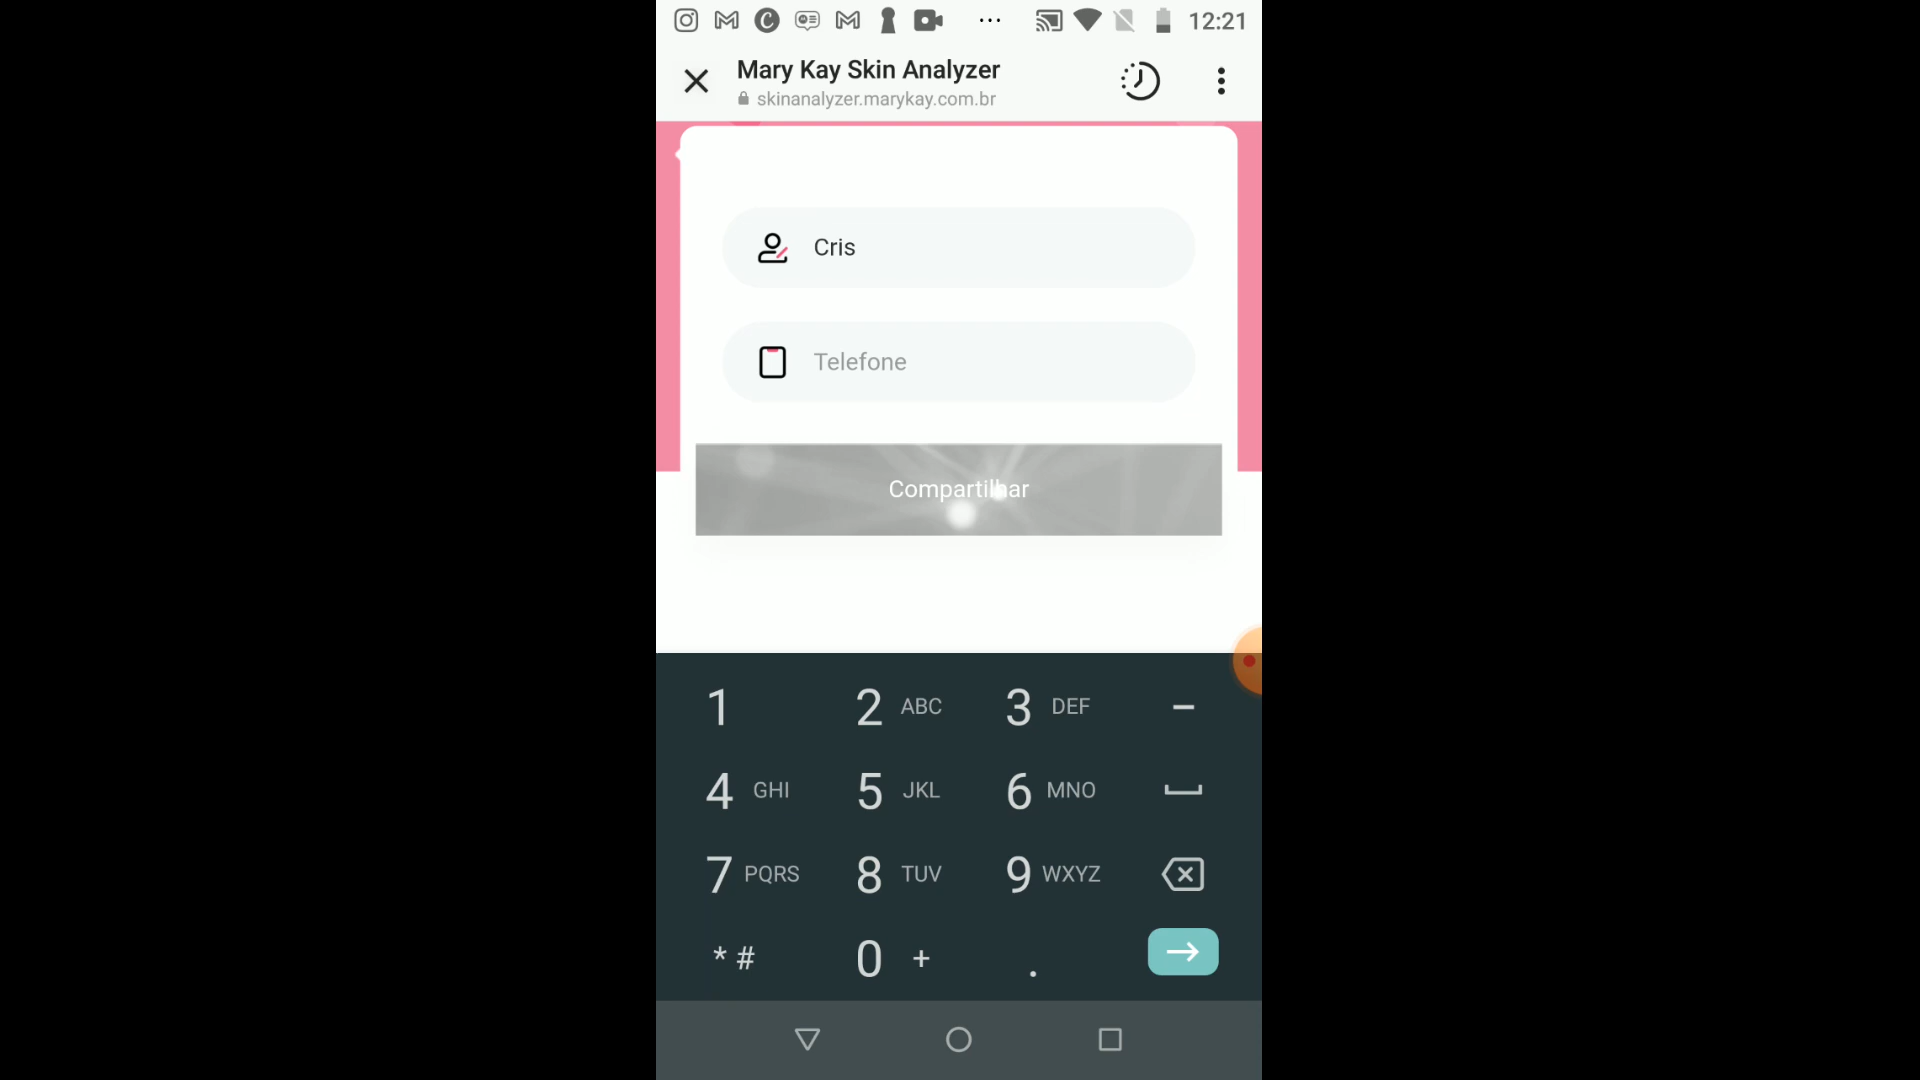 12:21
Mary Kay Skin Analyzer
skinanalyzer.marykay.com.br
Cris
Telefone
Compartilhar
1 2 ABC 3 DEF –
4 GHI 5 JKL 6 MNO
7 PQRS 8 TUV 9 WXYZ
* # 0 + .